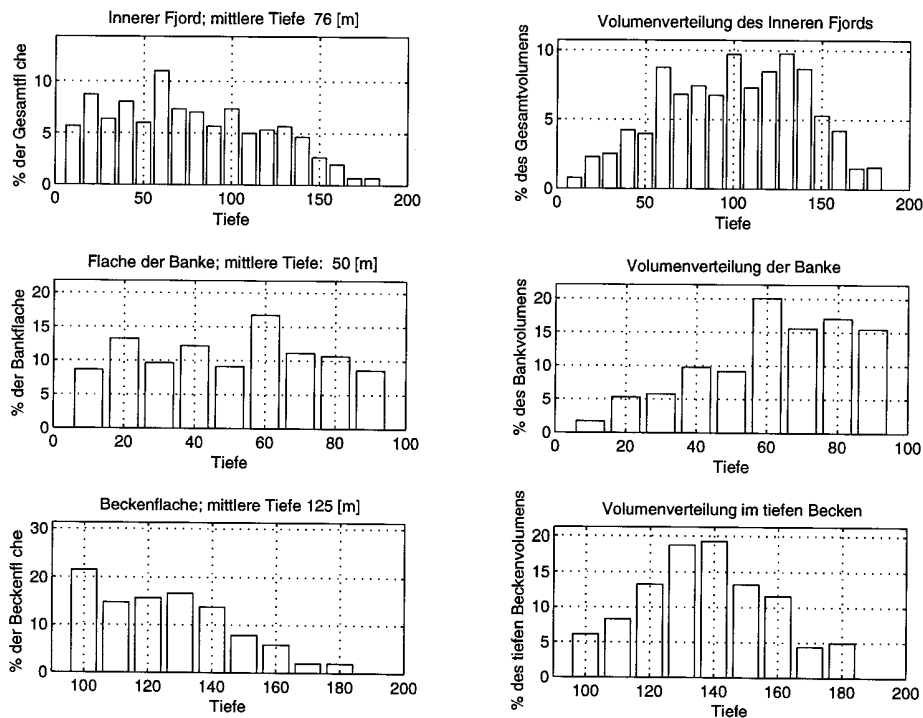 Innerer Fjord; mittlere Tiefe 76 [m]
% der Gesamtfl che
10
5
0
0 50 100 150 200
Tiefe
Volumenverteilung des Inneren Fjords
% des Gesamtvolumens
10
5
0
0 50 100 150 200
Tiefe
Flache der Banke; mittlere Tiefe: 50 [m]
% der Bankflache
20
15
10
5
0
0 20 40 60 80 100
Tiefe
Volumenverteilung der Banke
% des Bankvolumens
20
15
10
5
0
0 20 40 60 80 100
Tiefe
Beckenflache; mittlere Tiefe 125 [m]
% der Beckenfl che
30
20
10
0
100 120 140 160 180 200
Tiefe
Volumenverteilung im tiefen Becken
% des tiefen Beckenvolumens
20
15
10
5
0
100 120 140 160 180 200
Tiefe